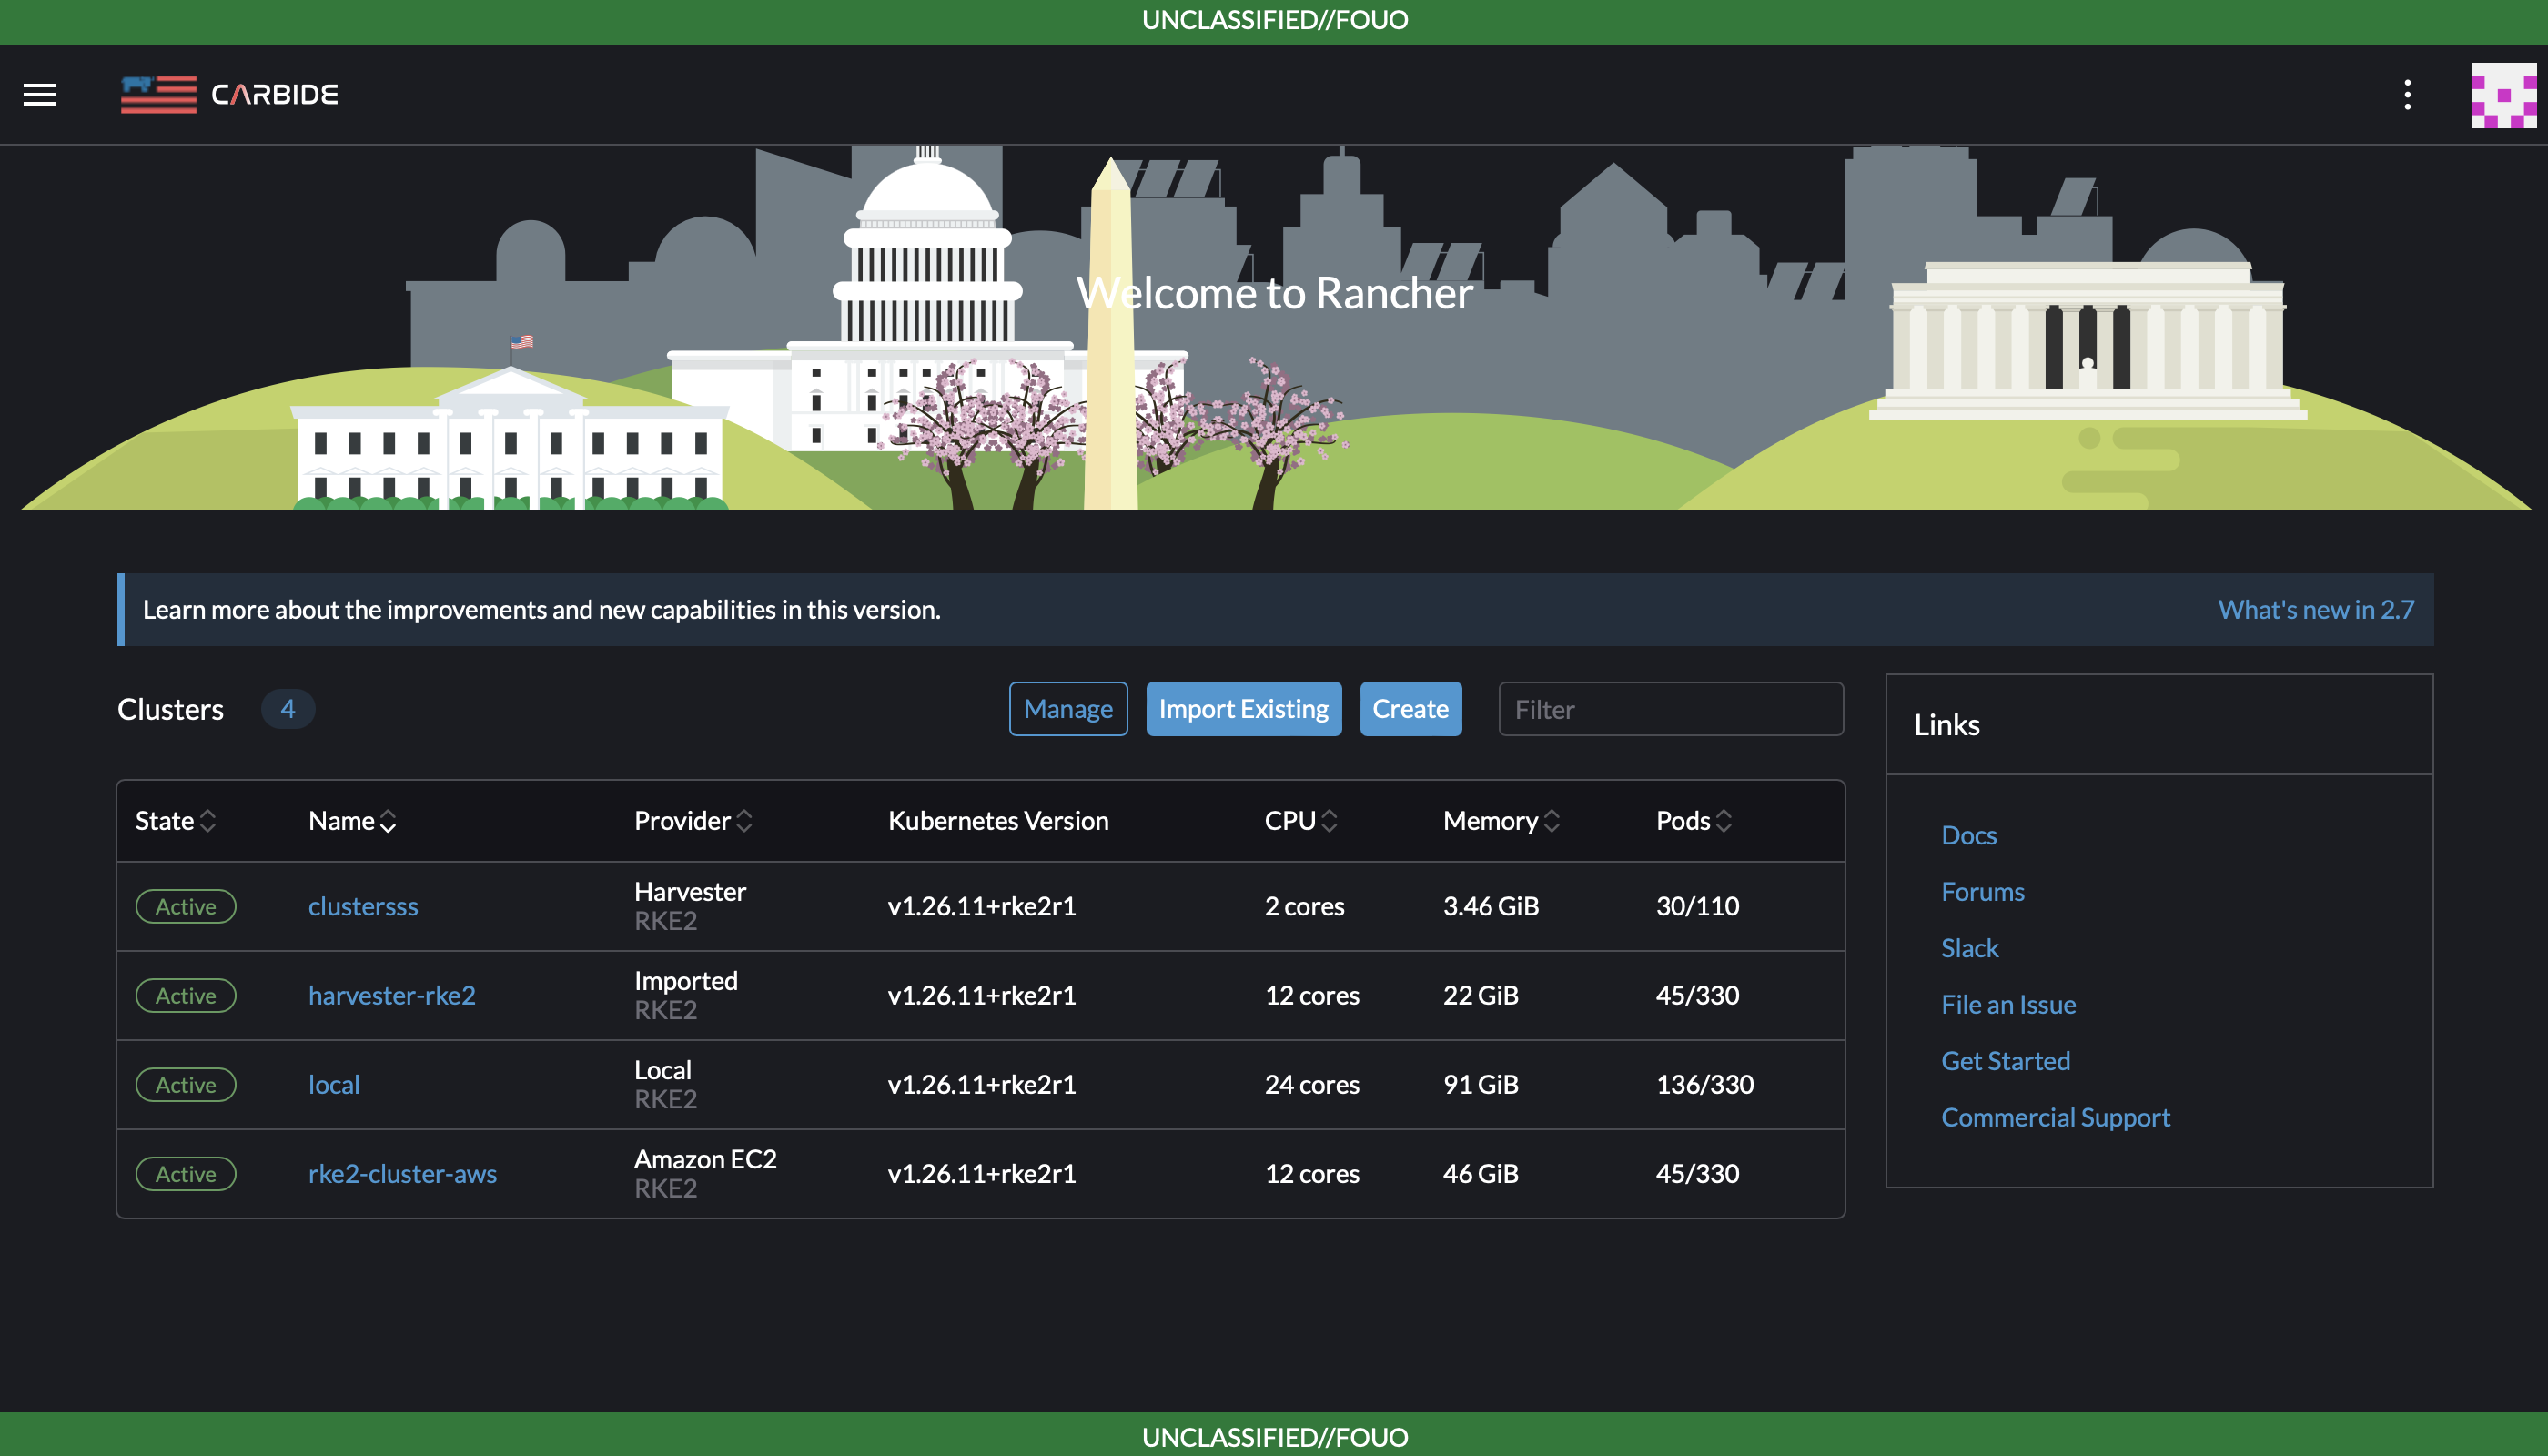 UNCLASSIFIED//FOUO
CARBIDE
Welcome to Rancher
Learn more about the improvements and new capabilities in this version. What's new in 2.7
Clusters 4 Manage Import Existing Create Filter
State Name Provider Kubernetes Version CPU Memory Pods
Active clustersss Harvester RKE2 v1.26.11+rke2r1 2 cores 3.46 GiB 30/110
Active harvester-rke2 Imported RKE2 v1.26.11+rke2r1 12 cores 22 GiB 45/330
Active local Local RKE2 v1.26.11+rke2r1 24 cores 91 GiB 136/330
Active rke2-cluster-aws Amazon EC2 RKE2 v1.26.11+rke2r1 12 cores 46 GiB 45/330
Links
Docs
Forums
Slack
File an Issue
Get Started
Commercial Support
UNCLASSIFIED//FOUO